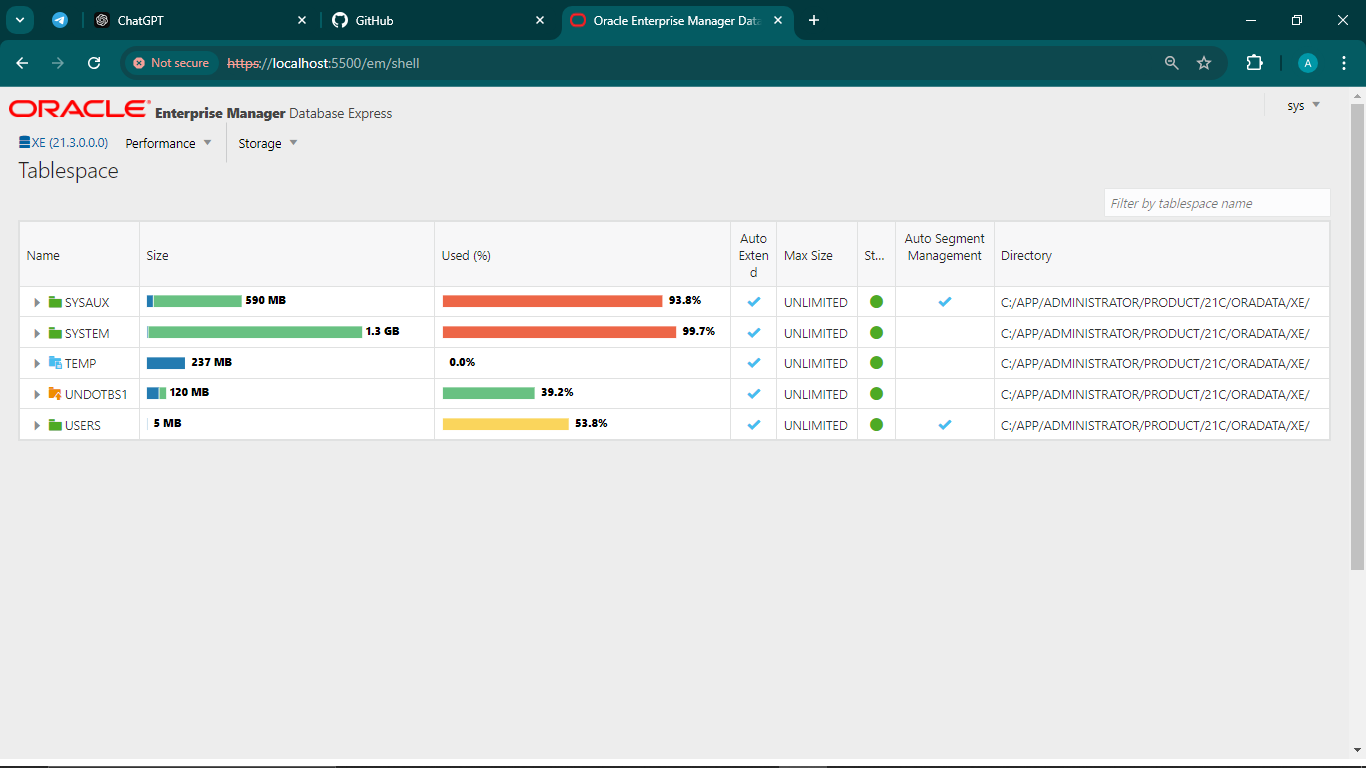 ChatGPT
GitHub
Oracle Enterprise Manager Data
Not secure
https://localhost:5500/em/shell
A
ORACLE Enterprise Manager Database Express
sys
XE (21.3.0.0.0) Performance Storage
Tablespace
Filter by tablespace name
Name Size Used (%) Auto Extend Max Size St... Auto Segment Management Directory
SYSAUX 590 MB 93.8% UNLIMITED C:/APP/ADMINISTRATOR/PRODUCT/21C/ORADATA/XE/
SYSTEM 1.3 GB 99.7% UNLIMITED C:/APP/ADMINISTRATOR/PRODUCT/21C/ORADATA/XE/
TEMP 237 MB 0.0% UNLIMITED C:/APP/ADMINISTRATOR/PRODUCT/21C/ORADATA/XE/
UNDOTBS1 120 MB 39.2% UNLIMITED C:/APP/ADMINISTRATOR/PRODUCT/21C/ORADATA/XE/
USERS 5 MB 53.8% UNLIMITED C:/APP/ADMINISTRATOR/PRODUCT/21C/ORADATA/XE/